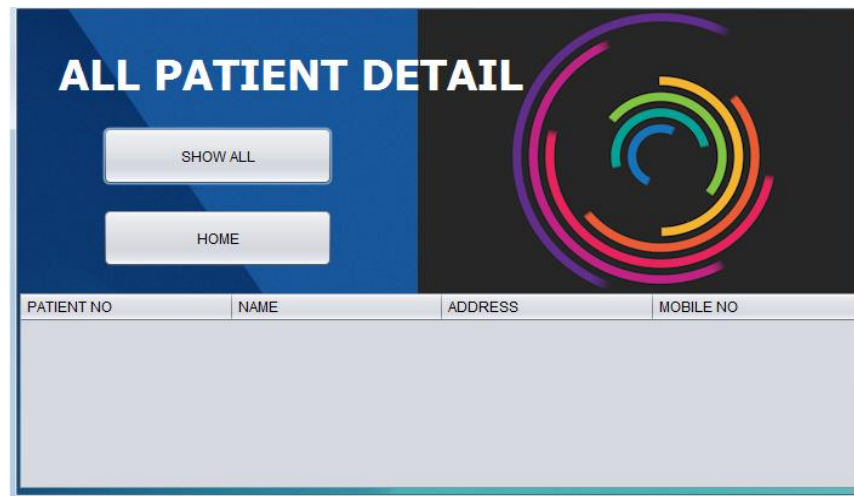 ALL PATIENT DETAIL
SHOW ALL
HOME
PATIENT NO NAME ADDRESS MOBILE NO